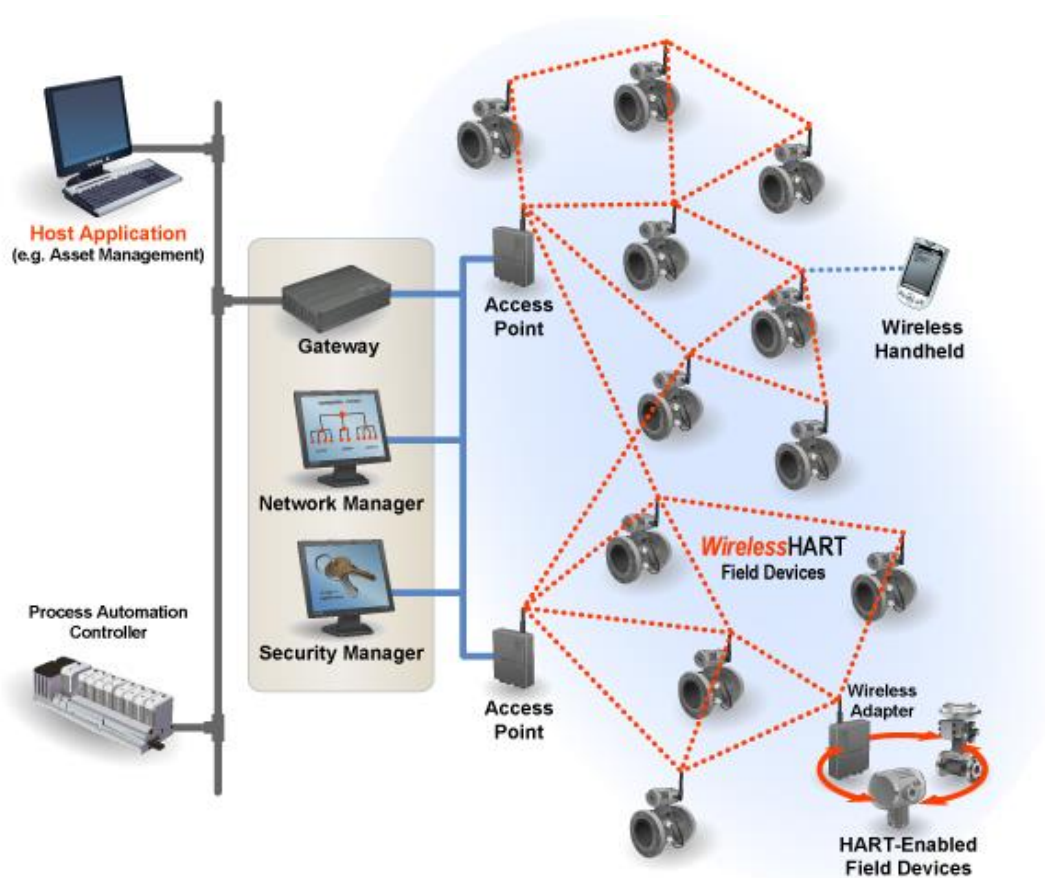 Host Application
(e.g. Asset Management)
Gateway
Network Manager
Security Manager
Process Automation
Controller
Access
Point
Wireless
Handheld
WirelessHART
Field Devices
Access
Point
Wireless
Adapter
HART-Enabled
Field Devices